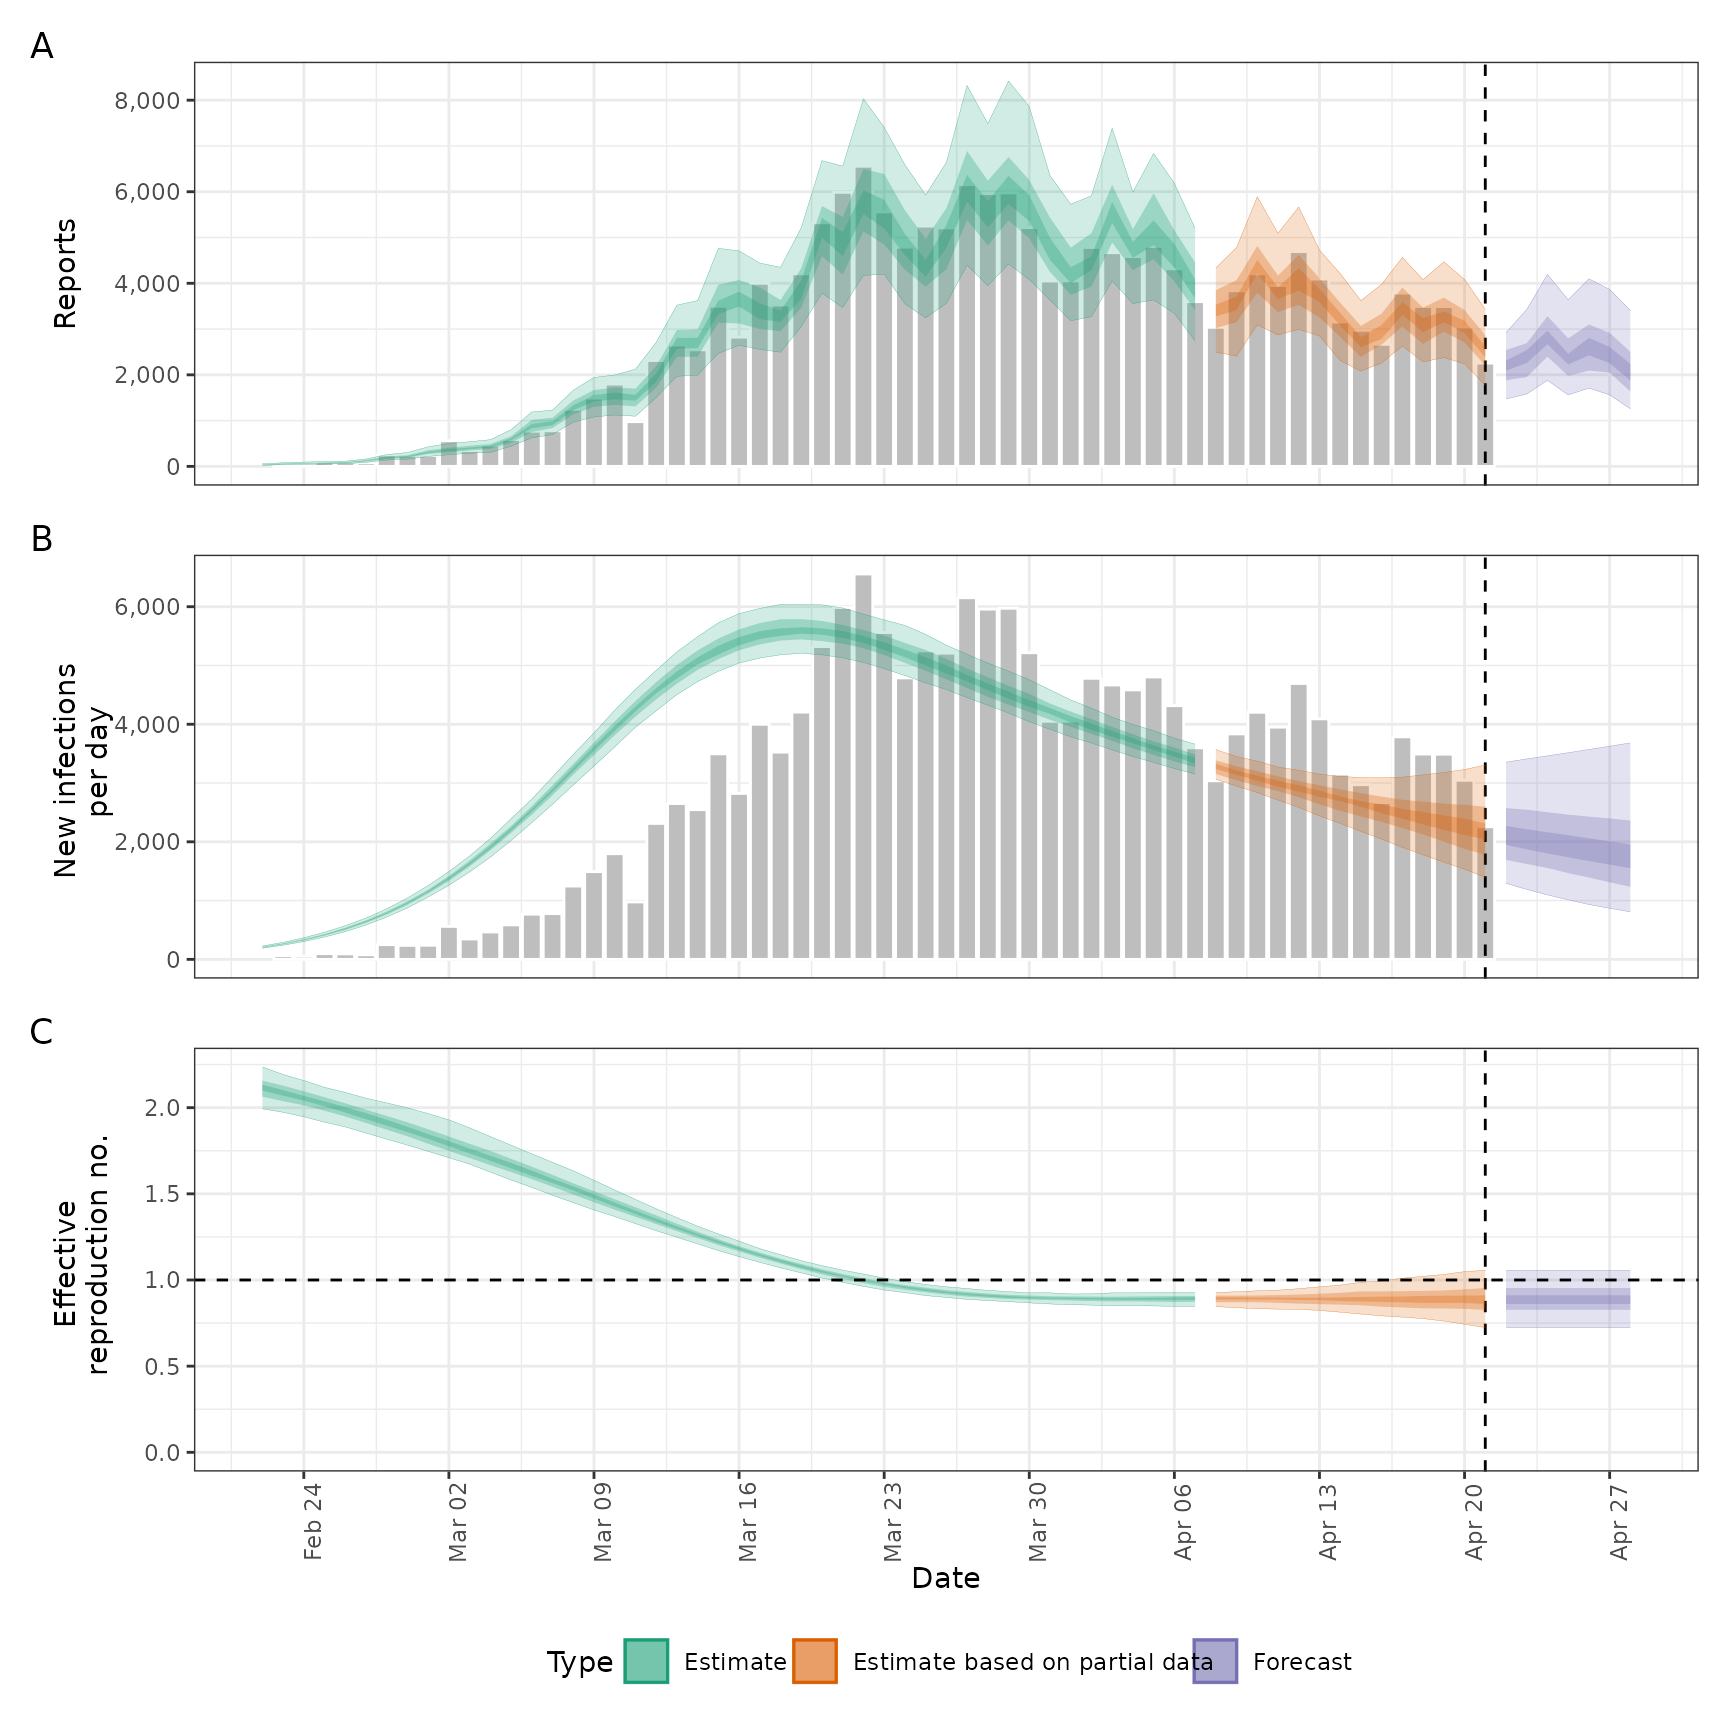 A
8,000
6,000
4,000
2,000
0
Reports
B
6,000
4,000
2,000
0
New infections
per day
C
2.0
1.5
1.0
0.5
0.0
Effective
reproduction no.
Feb 24
Mar 02
Mar 09
Mar 16
Mar 23
Mar 30
Apr 06
Apr 13
Apr 20
Apr 27
Date
Type Estimate Estimate based on partial data Forecast